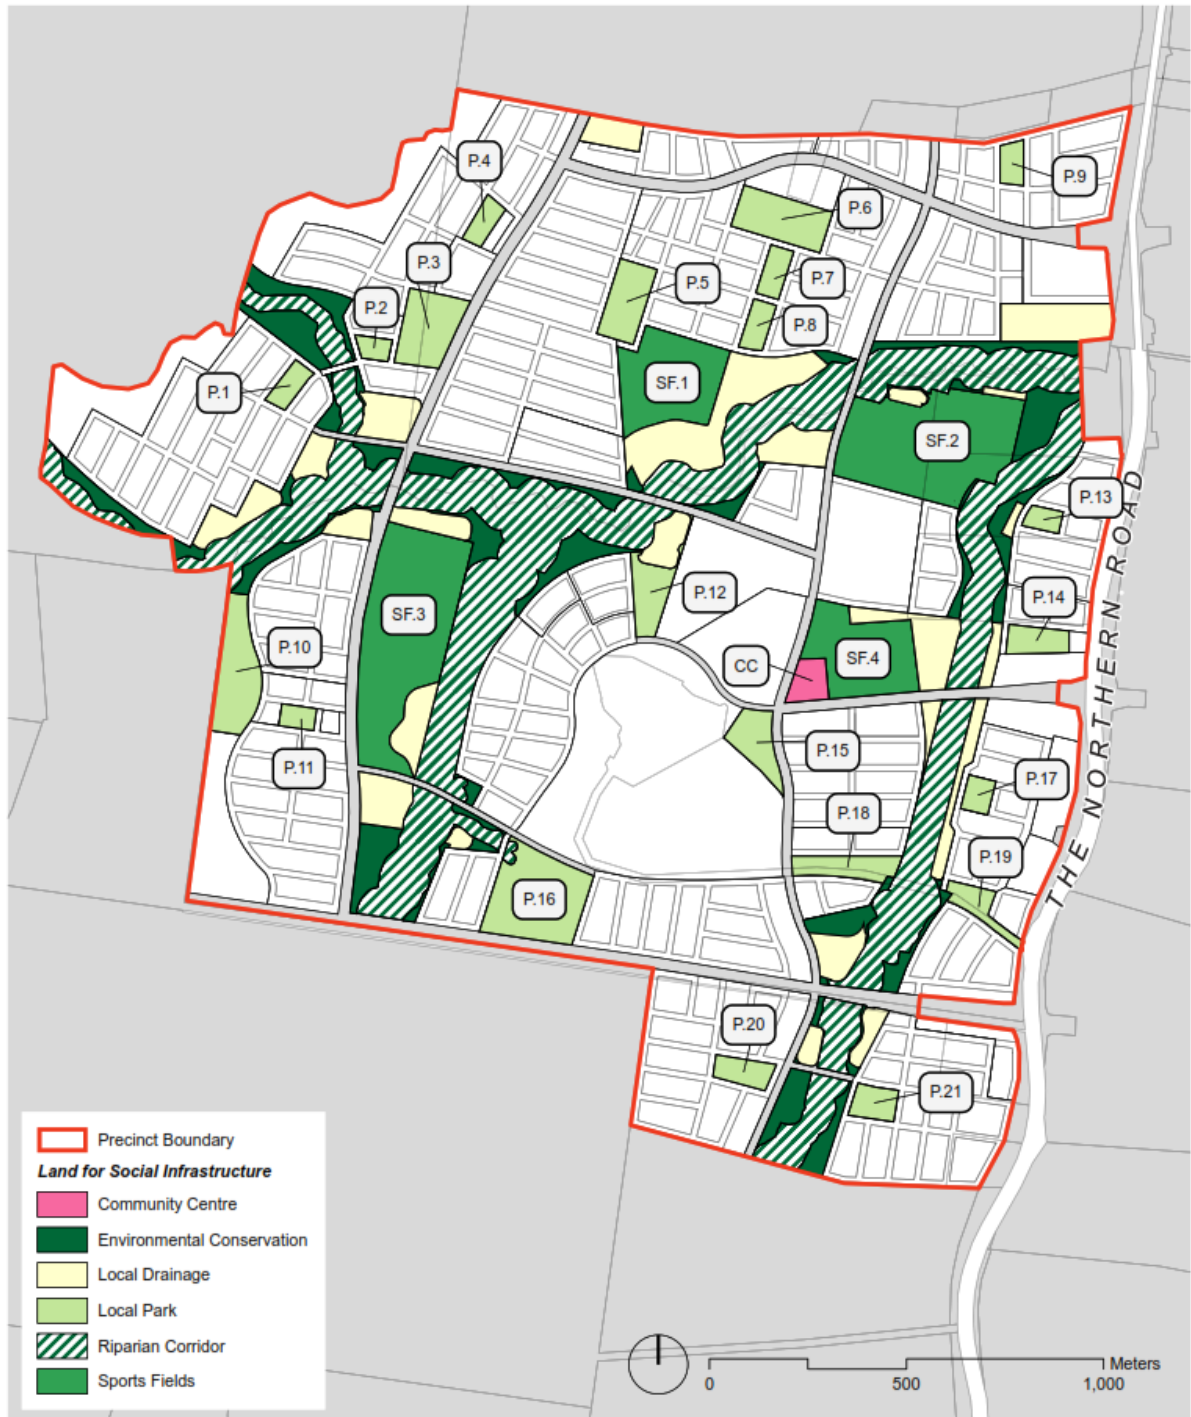 P.4
P.9
P.6
P.3
P.7
P.5
P.2
P.8
P.1
SF.1
SF.2
P.13
P.12
P.14
SF.3
P.10
CC
SF.4
P.15
P.11
P.17
P.18
P.19
P.16
P.20
P.21
THE NORTHERN ROAD
Precinct Boundary
Land for Social Infrastructure
Community Centre
Environmental Conservation
Local Drainage
Local Park
Riparian Corridor
Sports Fields
Meters
0 500 1,000